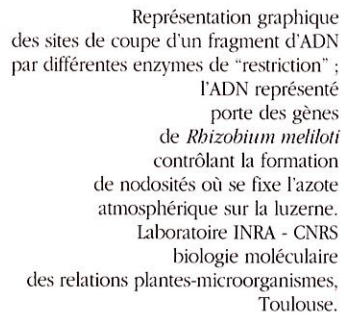 Représentation graphique
des sites de coupe d'un fragment d'ADN
par différentes enzymes de "restriction" ;
l'ADN représenté
porte des gènes
de Rhizobium meliloti
contrôlant la formation
de nodosités où se fixe l'azote
atmosphérique sur la luzerne.
Laboratoire INRA - CNRS
biologie moléculaire
des relations plantes-microorganismes,
Toulouse.